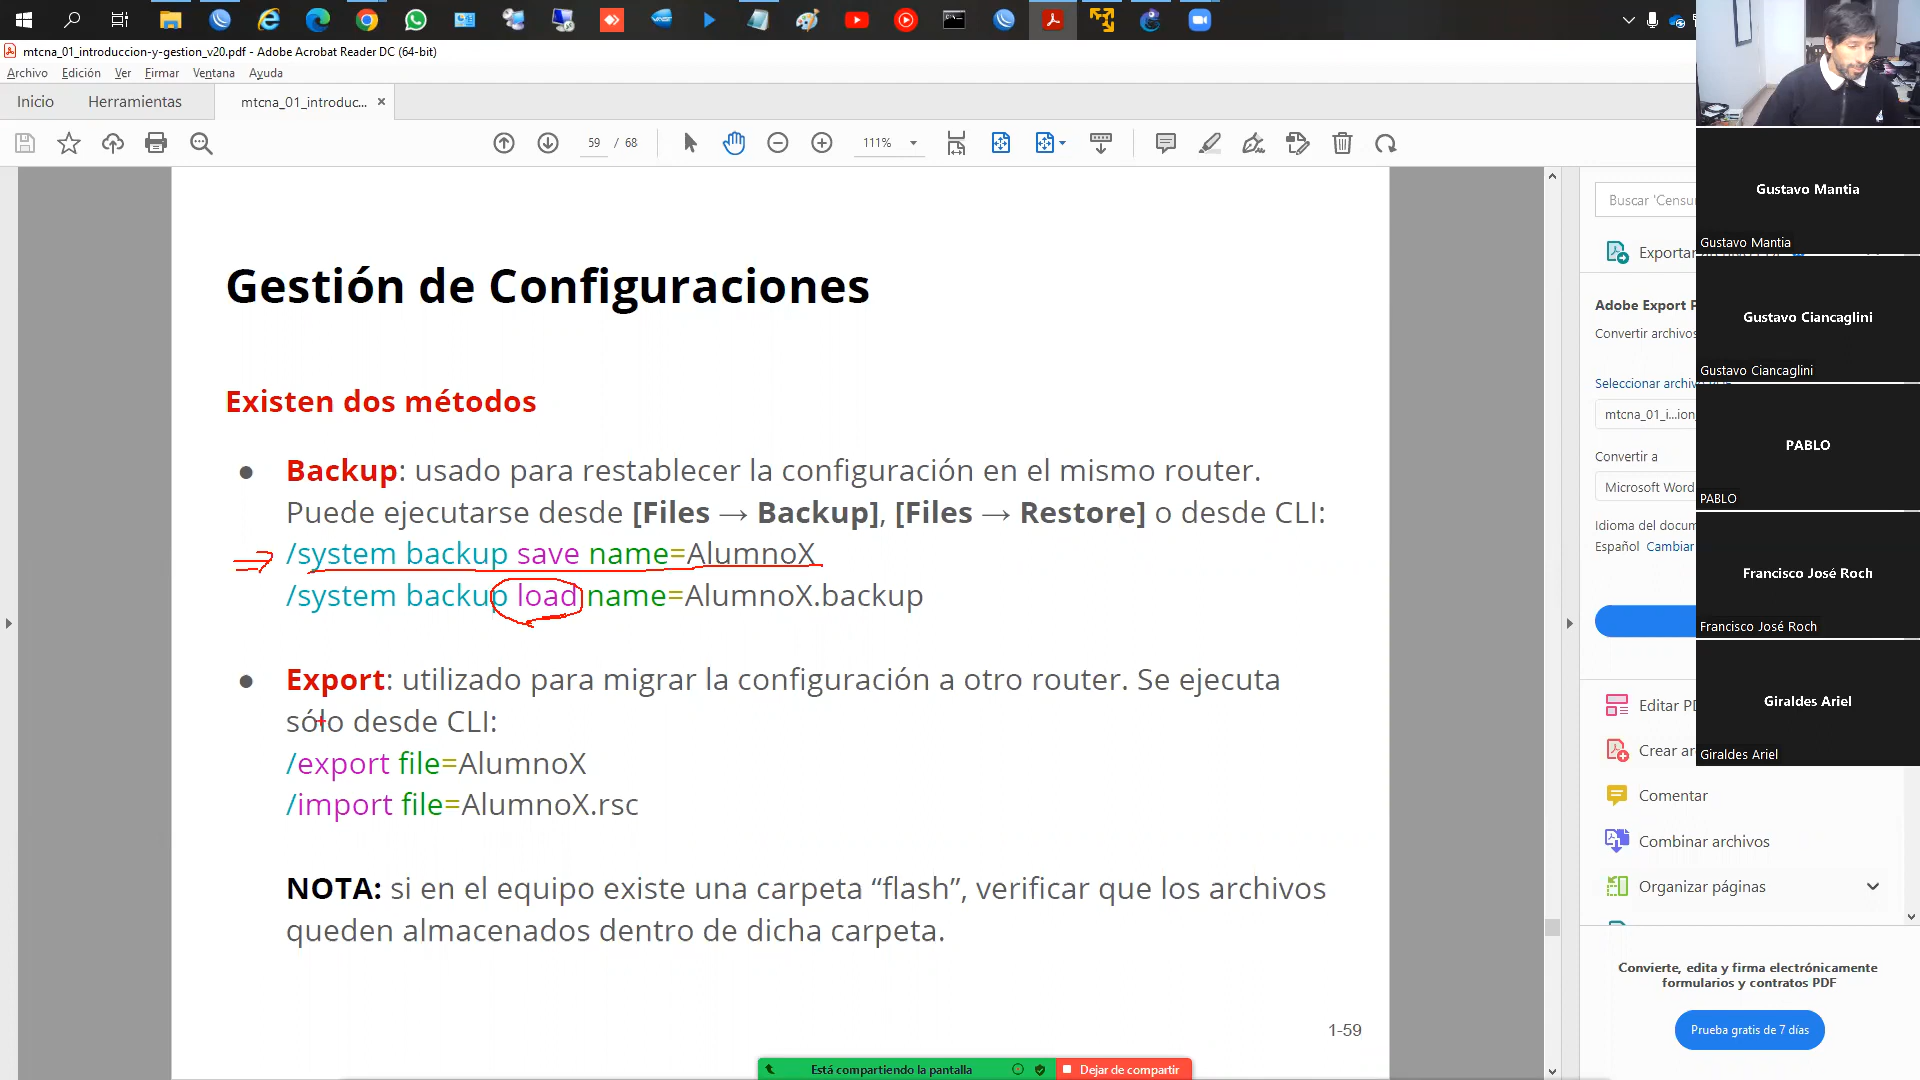 mtcna_01_introduccion-y-gestion_v20.pdf - Adobe Acrobat Reader DC (64-bit)
Archivo Edición Ver Firmar Ventana Ayuda
Inicio Herramientas mtcna_01_introduc... ×
59 / 68 111%
Gestión de Configuraciones
Existen dos métodos
● Backup: usado para restablecer la configuración en el mismo router.
Puede ejecutarse desde [Files → Backup], [Files → Restore] o desde CLI:
/system backup save name=AlumnoX
/system backup load name=AlumnoX.backup
● Export: utilizado para migrar la configuración a otro router. Se ejecuta
sólo desde CLI:
/export file=AlumnoX
/import file=AlumnoX.rsc
NOTA: si en el equipo existe una carpeta “flash”, verificar que los archivos
queden almacenados dentro de dicha carpeta.
1-59
Buscar 'Censu
Exportar
Adobe Export P
Convertir archivos
Seleccionar archiv
mtcna_01_i...ion_
Convertir a
Microsoft Word
Idioma del docum
Español Cambiar
Editar PD
Crear ar
Comentar
Combinar archivos
Organizar páginas
Convierte, edita y firma electrónicamente
formularios y contratos PDF
Prueba gratis de 7 días
Gustavo Mantia
Gustavo Mantia
Gustavo Ciancaglini
Gustavo Ciancaglini
PABLO
PABLO
Francisco José Roch
Francisco José Roch
Giraldes Ariel
Giraldes Ariel
Está compartiendo la pantalla
Dejar de compartir